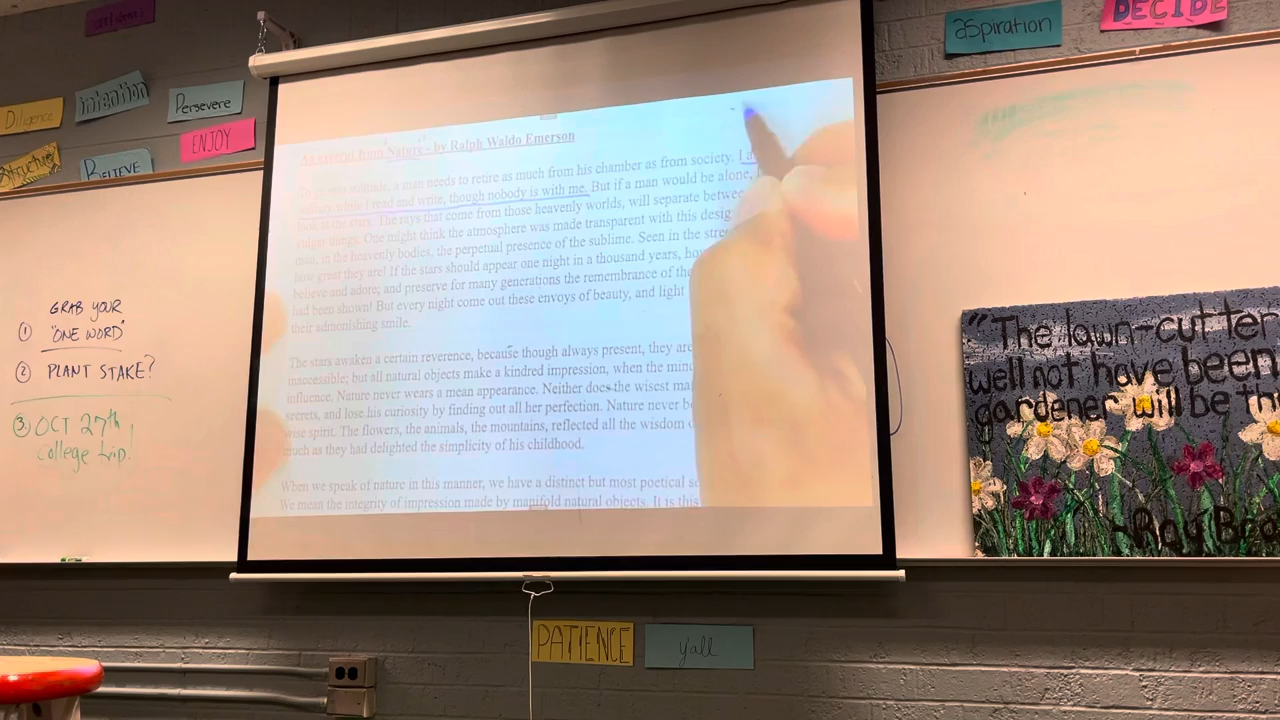 confidence
intention
Diligence
Persevere
ENJOY
Structure
BELIEVE
aspiration
DECIDE
GRAB YOUR
① "ONE WORD"
② PLANT STAKE?
③ OCT 27th
college trip!
An excerpt from Nature - by Ralph Waldo Emerson
To go into solitude, a man needs to retire as much from his chamber as from society. I a
solitary while I read and write, though nobody is with me. But if a man would be alone,
look at the stars. The rays that come from those heavenly worlds, will separate betwee
vulgar things. One might think the atmosphere was made transparent with this desig
man, in the heavenly bodies, the perpetual presence of the sublime. Seen in the stree
how great they are! If the stars should appear one night in a thousand years, ho
believe and adore; and preserve for many generations the remembrance of the
had been shown! But every night come out these envoys of beauty, and light
their admonishing smile.
The stars awaken a certain reverence, because though always present, they are
inaccessible; but all natural objects make a kindred impression, when the mind
influence. Nature never wears a mean appearance. Neither does the wisest ma
secrets, and lose his curiosity by finding out all her perfection. Nature never b
wise spirit. The flowers, the animals, the mountains, reflected all the wisdom
much as they had delighted the simplicity of his childhood.
When we speak of nature in this manner, we have a distinct but most poetical se
We mean the integrity of impression made by manifold natural objects. It is this
"The lawn-cutter
well not have been
gardener will be th
-Ray Bra
PATIENCE
y'all